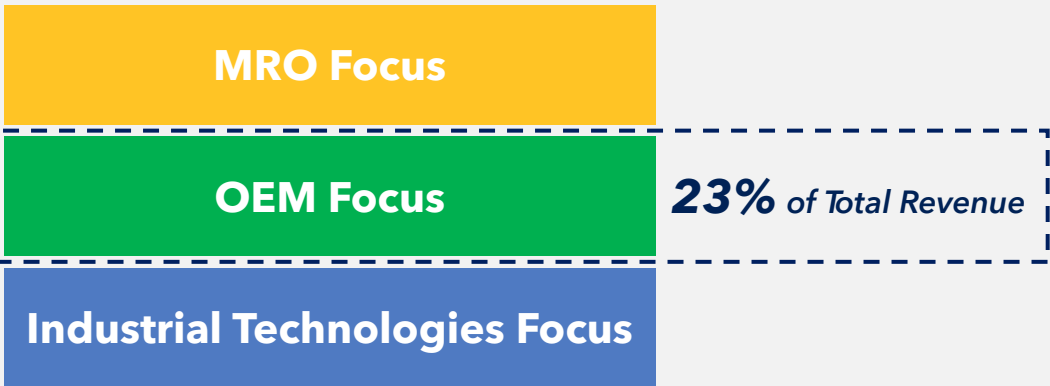 MRO Focus
OEM Focus
23% of Total Revenue
Industrial Technologies Focus